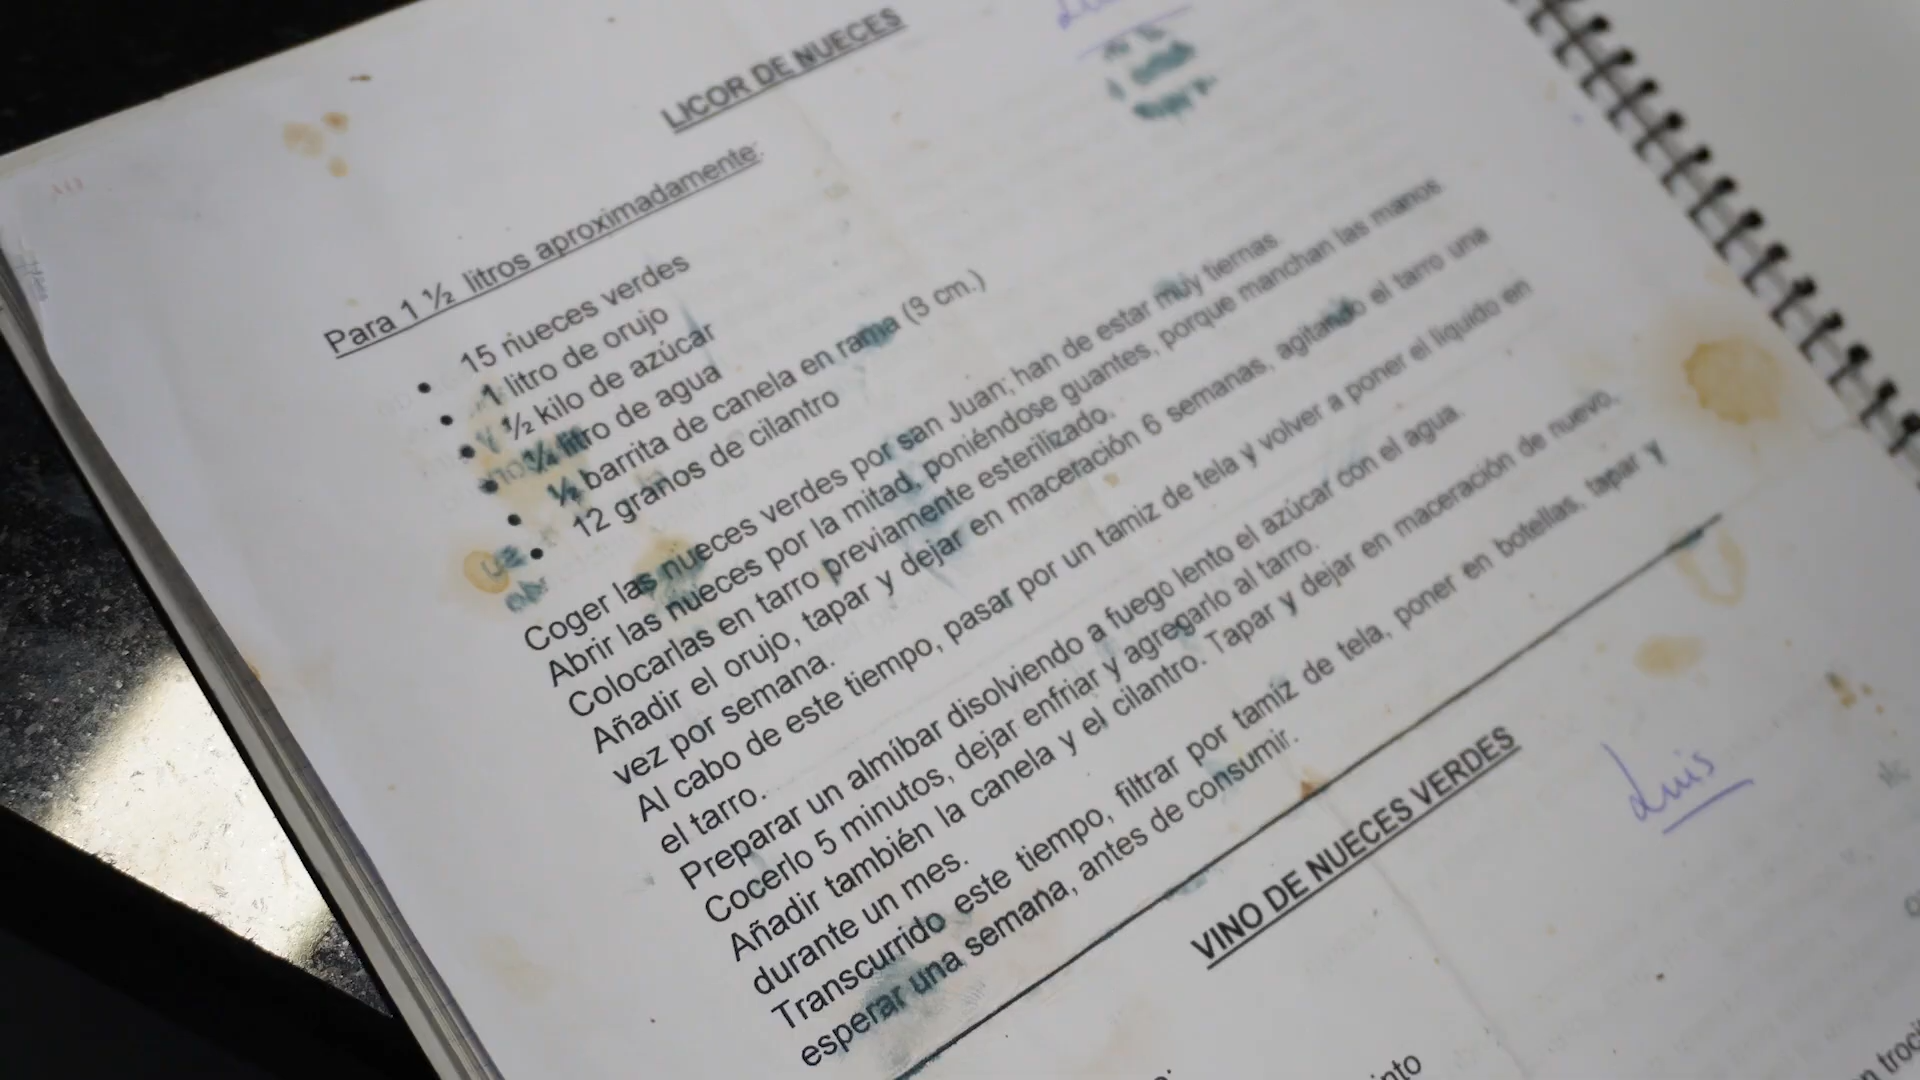 LICOR DE NUECES
Para 1 ½ litros aproximadamente:
• 15 nueces verdes
• 1 litro de orujo
• ½ kilo de azúcar
• ¼ litro de agua
• ½ barrita de canela en rama (8 cm.)
• 12 granos de cilantro
Coger las nueces verdes por san Juan; han de estar muy tiernas.
Abrir las nueces por la mitad, poniéndose guantes, porque manchan las manos.
Colocarlas en tarro previamente esterilizado.
Añadir el orujo, tapar y dejar en maceración 6 semanas, agitando el tarro una
vez por semana.
Al cabo de este tiempo, pasar por un tamiz de tela y volver a poner el líquido en
el tarro.
Preparar un almíbar disolviendo a fuego lento el azúcar con el agua.
Cocerlo 5 minutos, dejar enfriar y agregarlo al tarro.
Añadir también la canela y el cilantro. Tapar y dejar en maceración de nuevo,
durante un mes.
Transcurrido este tiempo, filtrar por tamiz de tela, poner en botellas, tapar y
esperar una semana, antes de consumir.
VINO DE NUECES VERDES
Luis